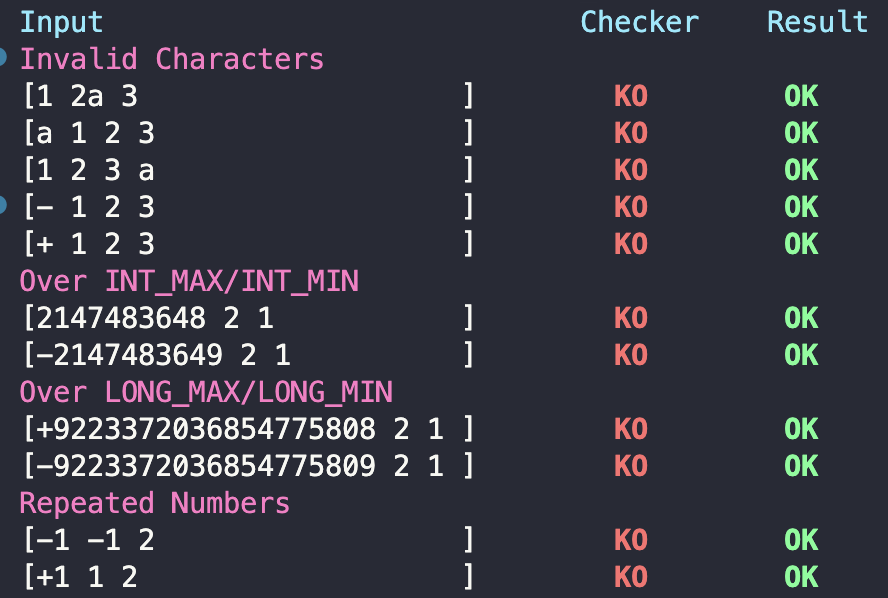 Input Checker Result
Invalid Characters
[1 2a 3 ] KO OK
[a 1 2 3 ] KO OK
[1 2 3 a ] KO OK
[- 1 2 3 ] KO OK
[+ 1 2 3 ] KO OK
Over INT_MAX/INT_MIN
[2147483648 2 1 ] KO OK
[-2147483649 2 1 ] KO OK
Over LONG_MAX/LONG_MIN
[+9223372036854775808 2 1 ] KO OK
[-9223372036854775809 2 1 ] KO OK
Repeated Numbers
[-1 -1 2 ] KO OK
[+1 1 2 ] KO OK